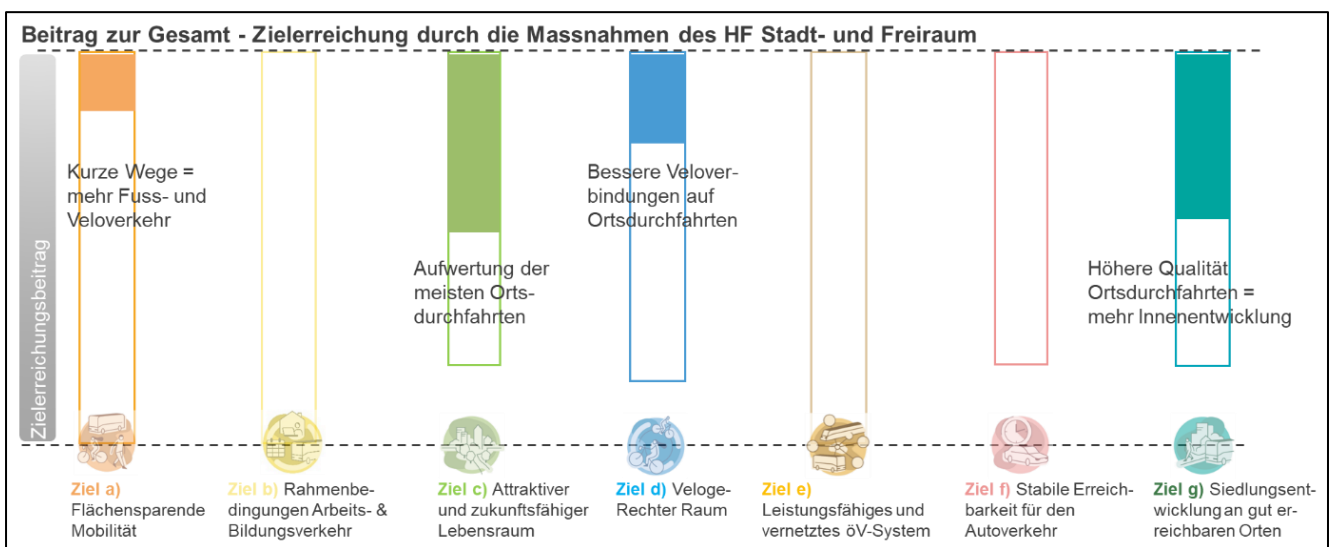 Beitrag zur Gesamt - Zielerreichung durch die Massnahmen des HF Stadt- und Freiraum
Zielerreichungsbeitrag
Kurze Wege =
mehr Fuss- und
Veloverkehr
Aufwertung der
meisten Orts-
durchfahrten
Bessere Velover-
bindungen auf
Ortsdurchfahrten
Höhere Qualität
Ortsdurchfahrten =
mehr Innenentwicklung
Ziel a)
Flächensparende
Mobilität
Ziel b) Rahmenbe-
dingungen Arbeits- &
Bildungsverkehr
Ziel c) Attraktiver
und zukunftsfähiger
Lebensraum
Ziel d) Veloge-
Rechter Raum
Ziel e)
Leistungsfähiges und
vernetztes öV-System
Ziel f) Stabile Erreich-
barkeit für den
Autoverkehr
Ziel g) Siedlungsent-
wicklung an gut er-
reichbaren Orten